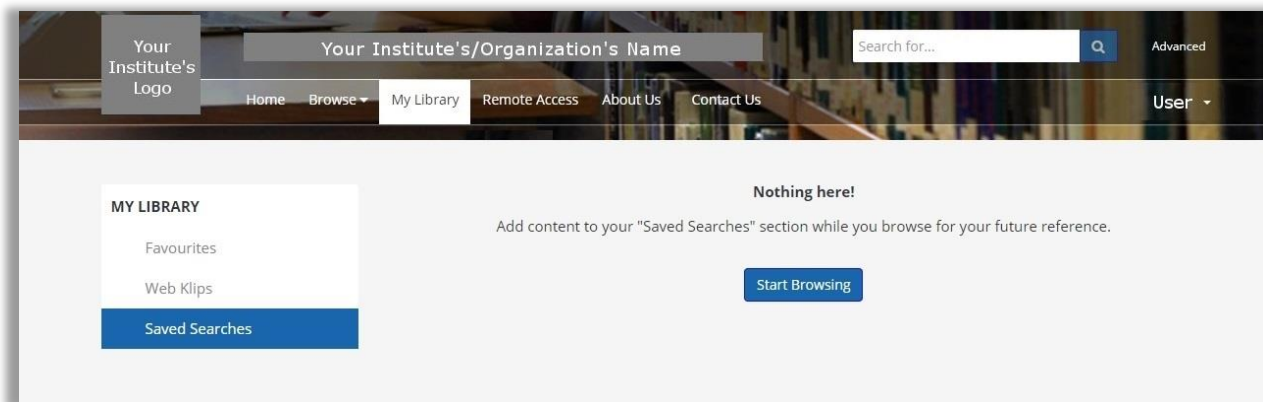 Your
Institute's
Logo
Your Institute's/Organization's Name
Search for...
Advanced
Home Browse My Library Remote Access About Us Contact Us
User
MY LIBRARY
Favourites
Web Klips
Saved Searches
Nothing here!
Add content to your "Saved Searches" section while you browse for your future reference.
Start Browsing